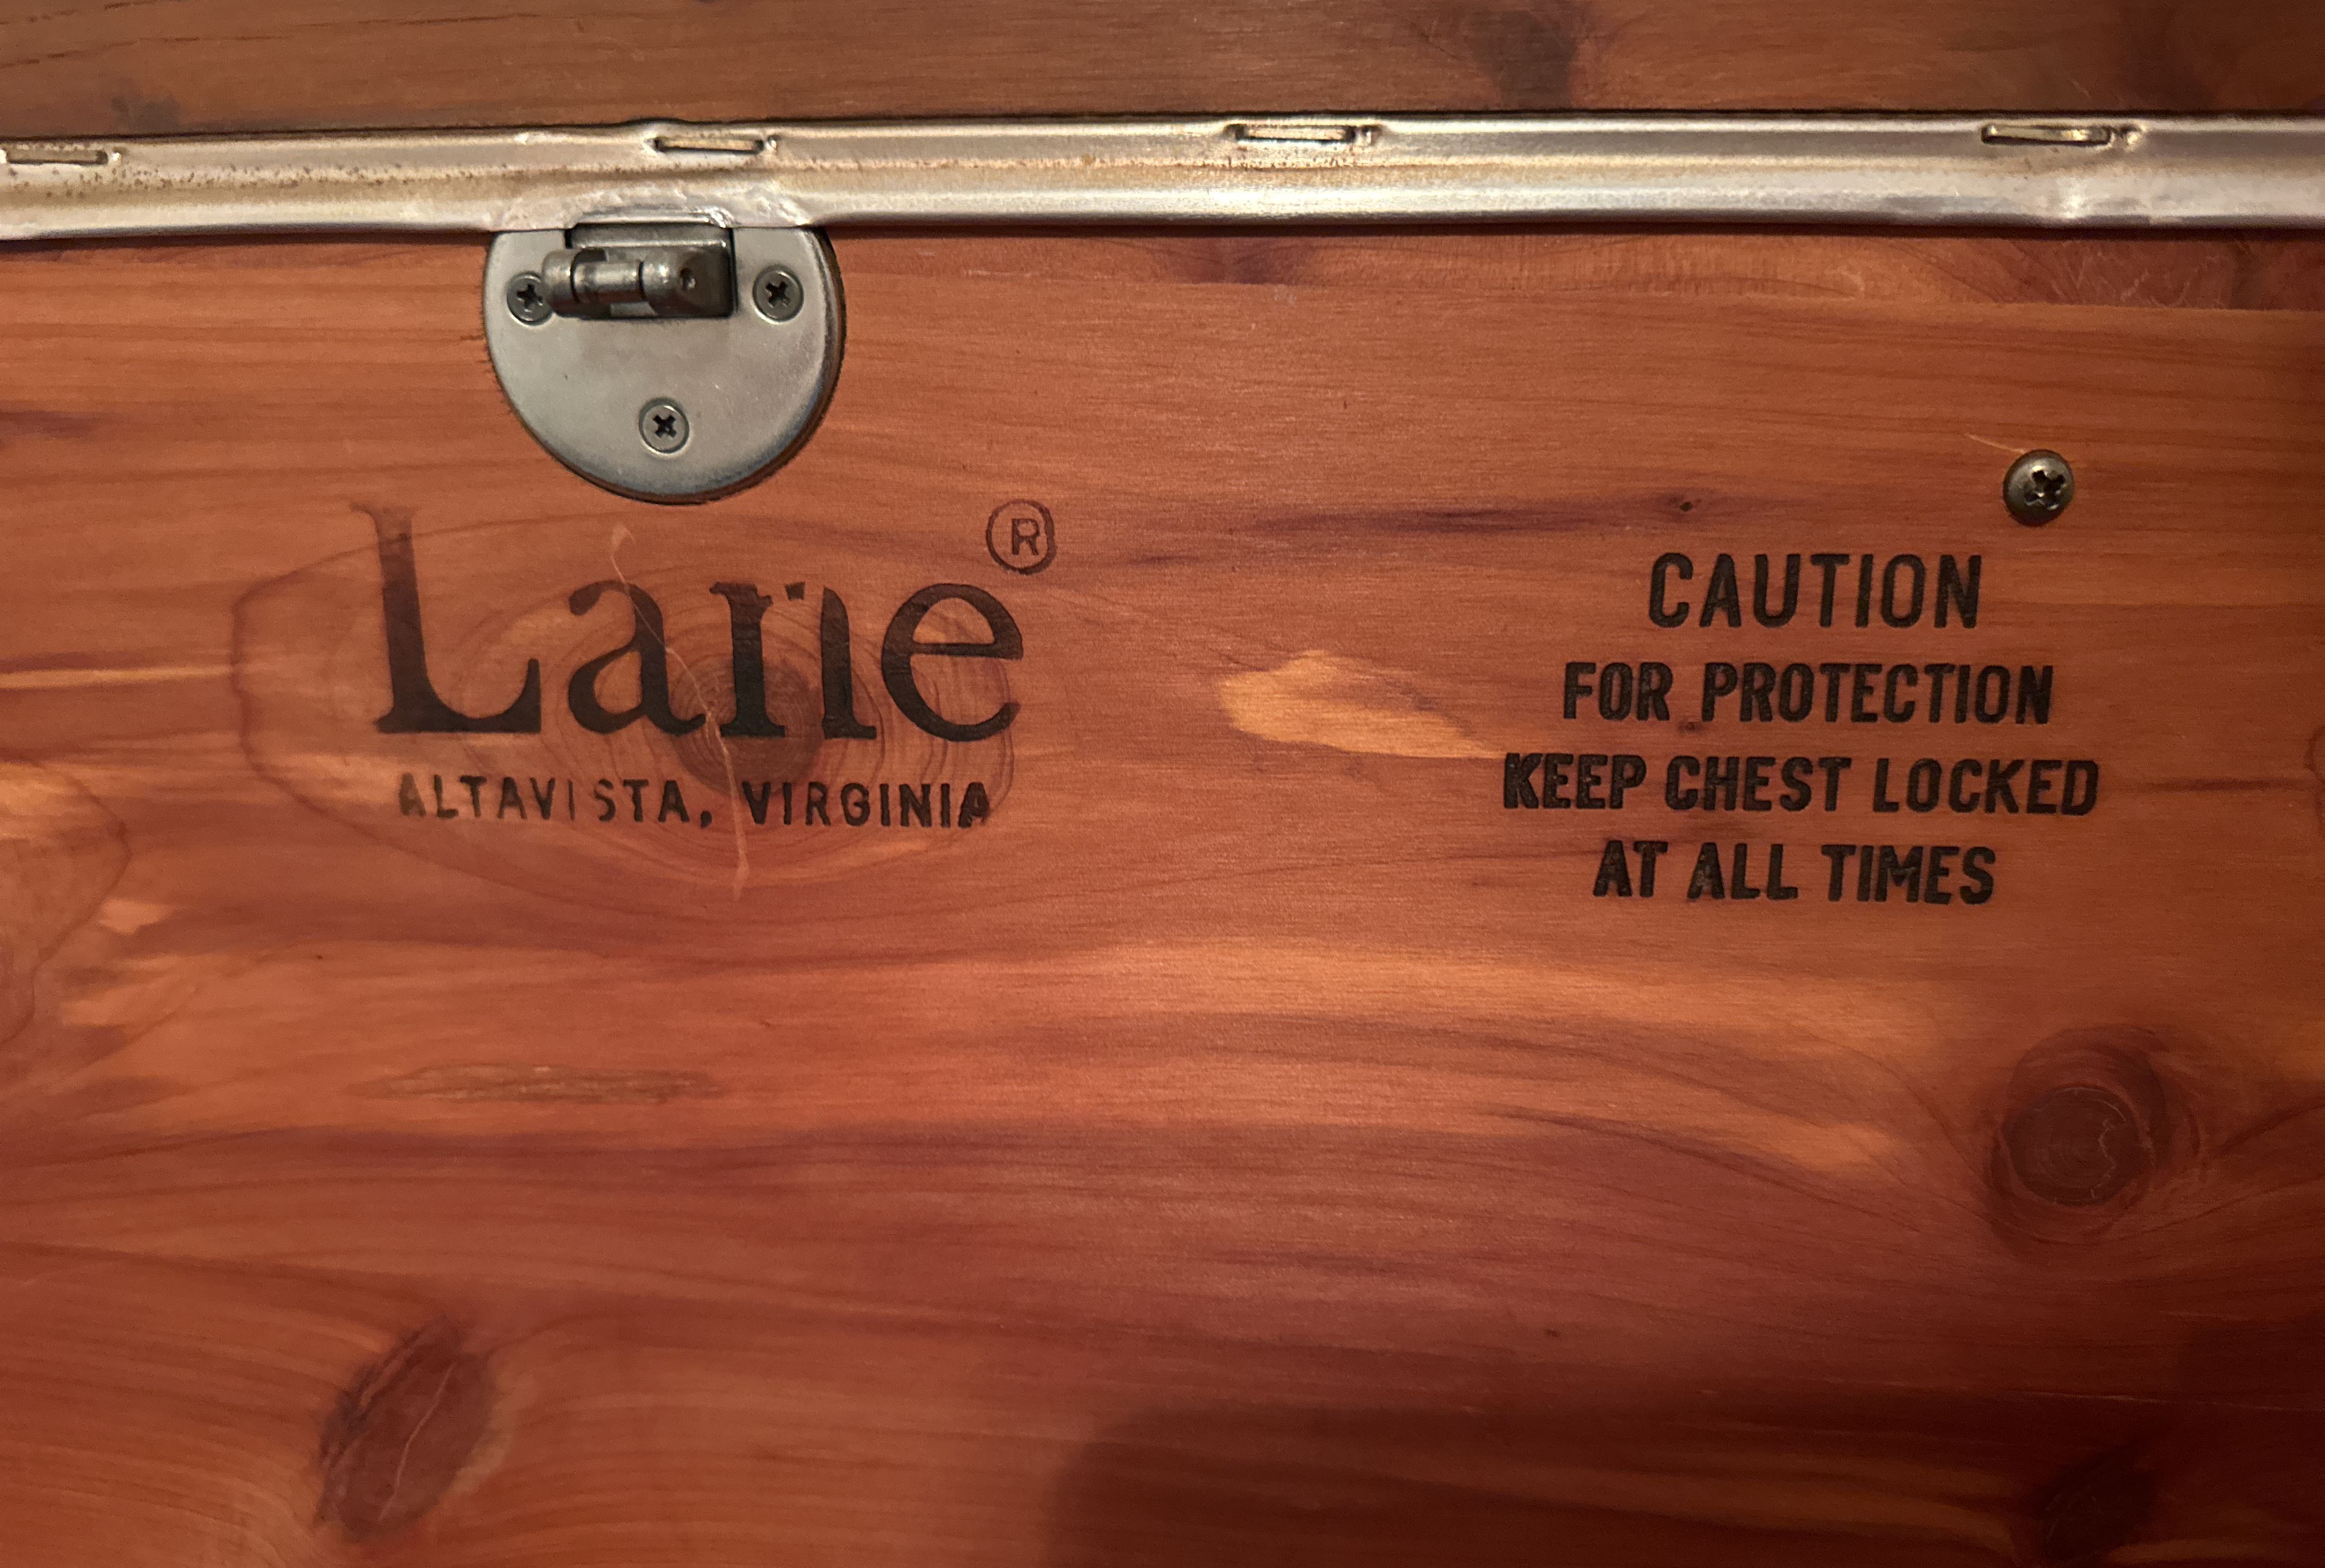 Lane®
ALTAVISTA, VIRGINIA
CAUTION
FOR PROTECTION
KEEP CHEST LOCKED
AT ALL TIMES